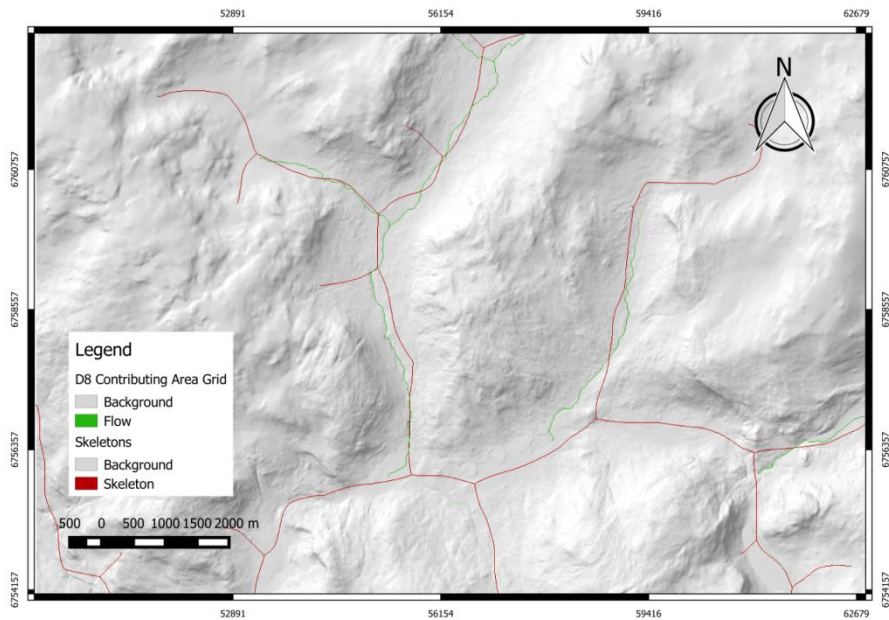 52891 56154 59416 62679
N
6760757 6760757
6758557 6758557
Legend
D8 Contributing Area Grid
Background
Flow
Skeletons
Background
Skeleton
6756357 6756357
500 0 500 1000 1500 2000 m
6754157 6754157
52891 56154 59416 62679